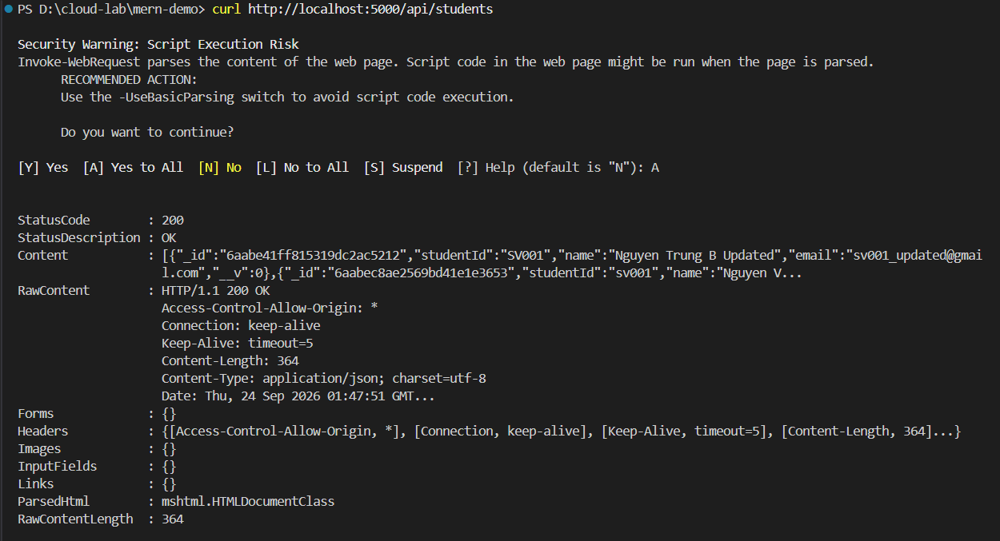 PS D:\cloud-lab\mern-demo> curl http://localhost:5000/api/students
Security Warning: Script Execution Risk
Invoke-WebRequest parses the content of the web page. Script code in the web page might be run when the page is parsed.
RECOMMENDED ACTION:
Use the -UseBasicParsing switch to avoid script code execution.
Do you want to continue?
[Y] Yes  [A] Yes to All  [N] No  [L] No to All  [S] Suspend  [?] Help (default is "N"): A
StatusCode        : 200
StatusDescription : OK
Content           : [{"_id":"6aabe41ff815319dc2ac5212","studentId":"SV001","name":"Nguyen Trung B Updated","email":"sv001_updated@gmai
l.com","__v":0},{"_id":"6aabec8ae2569bd41e1e3653","studentId":"sv001","name":"Nguyen V...
RawContent        : HTTP/1.1 200 OK
Access-Control-Allow-Origin: *
Connection: keep-alive
Keep-Alive: timeout=5
Content-Length: 364
Content-Type: application/json; charset=utf-8
Date: Thu, 24 Sep 2026 01:47:51 GMT...
Forms             : {}
Headers           : {[Access-Control-Allow-Origin, *], [Connection, keep-alive], [Keep-Alive, timeout=5], [Content-Length, 364]...}
Images            : {}
InputFields       : {}
Links             : {}
ParsedHtml        : mshtml.HTMLDocumentClass
RawContentLength  : 364